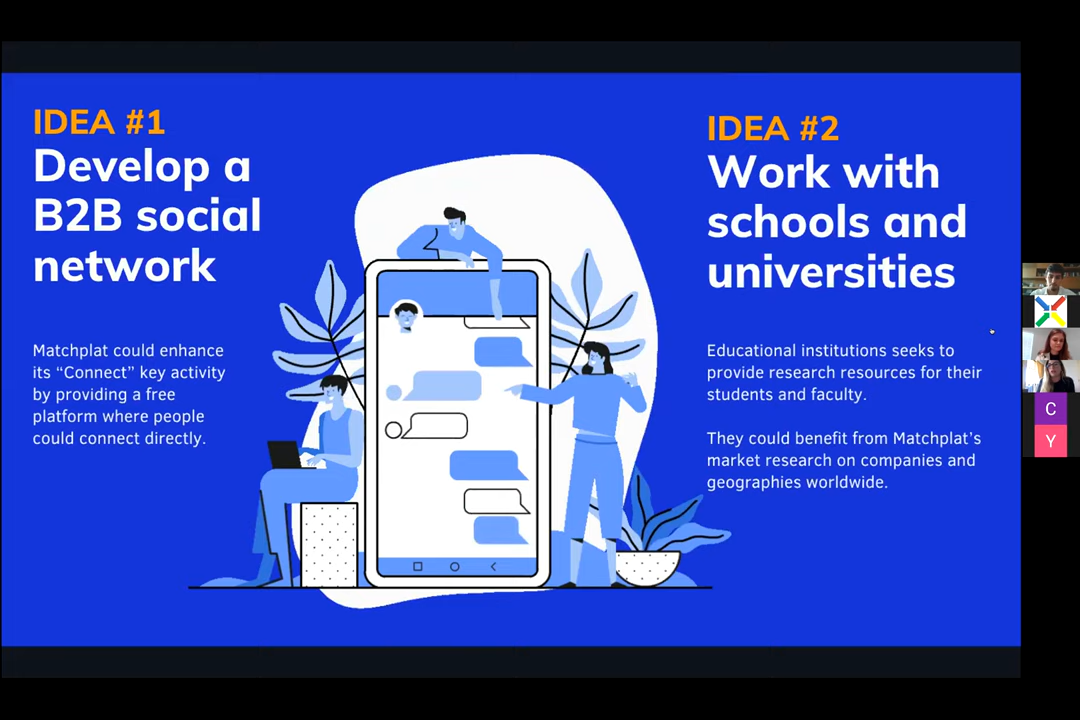 IDEA #1
Develop a
B2B social
network
Matchplat could enhance
its “Connect” key activity
by providing a free
platform where people
could connect directly.
IDEA #2
Work with
schools and
universities
Educational institutions seeks to
provide research resources for their
students and faculty.
They could benefit from Matchplat’s
market research on companies and
geographies worldwide.
C
Y